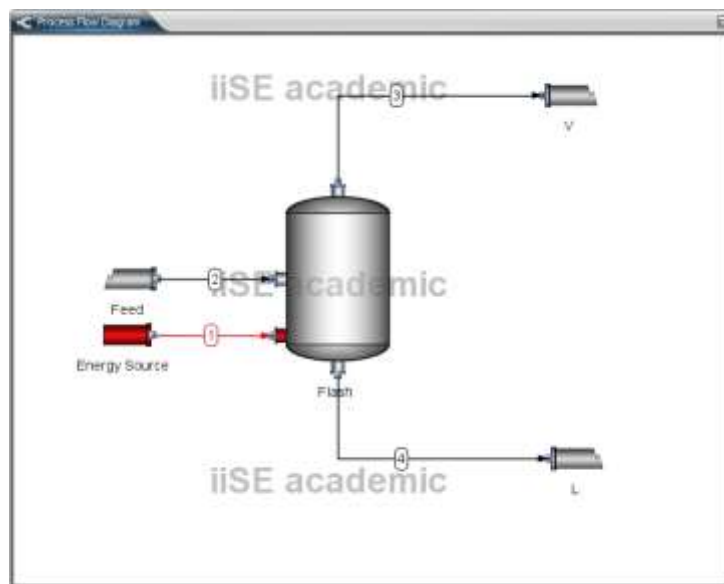 Process Flow Diagram
iiSE academic
3
V
2
iiSE academic
Feed
1
Energy Source
Flash
4
iiSE academic
L